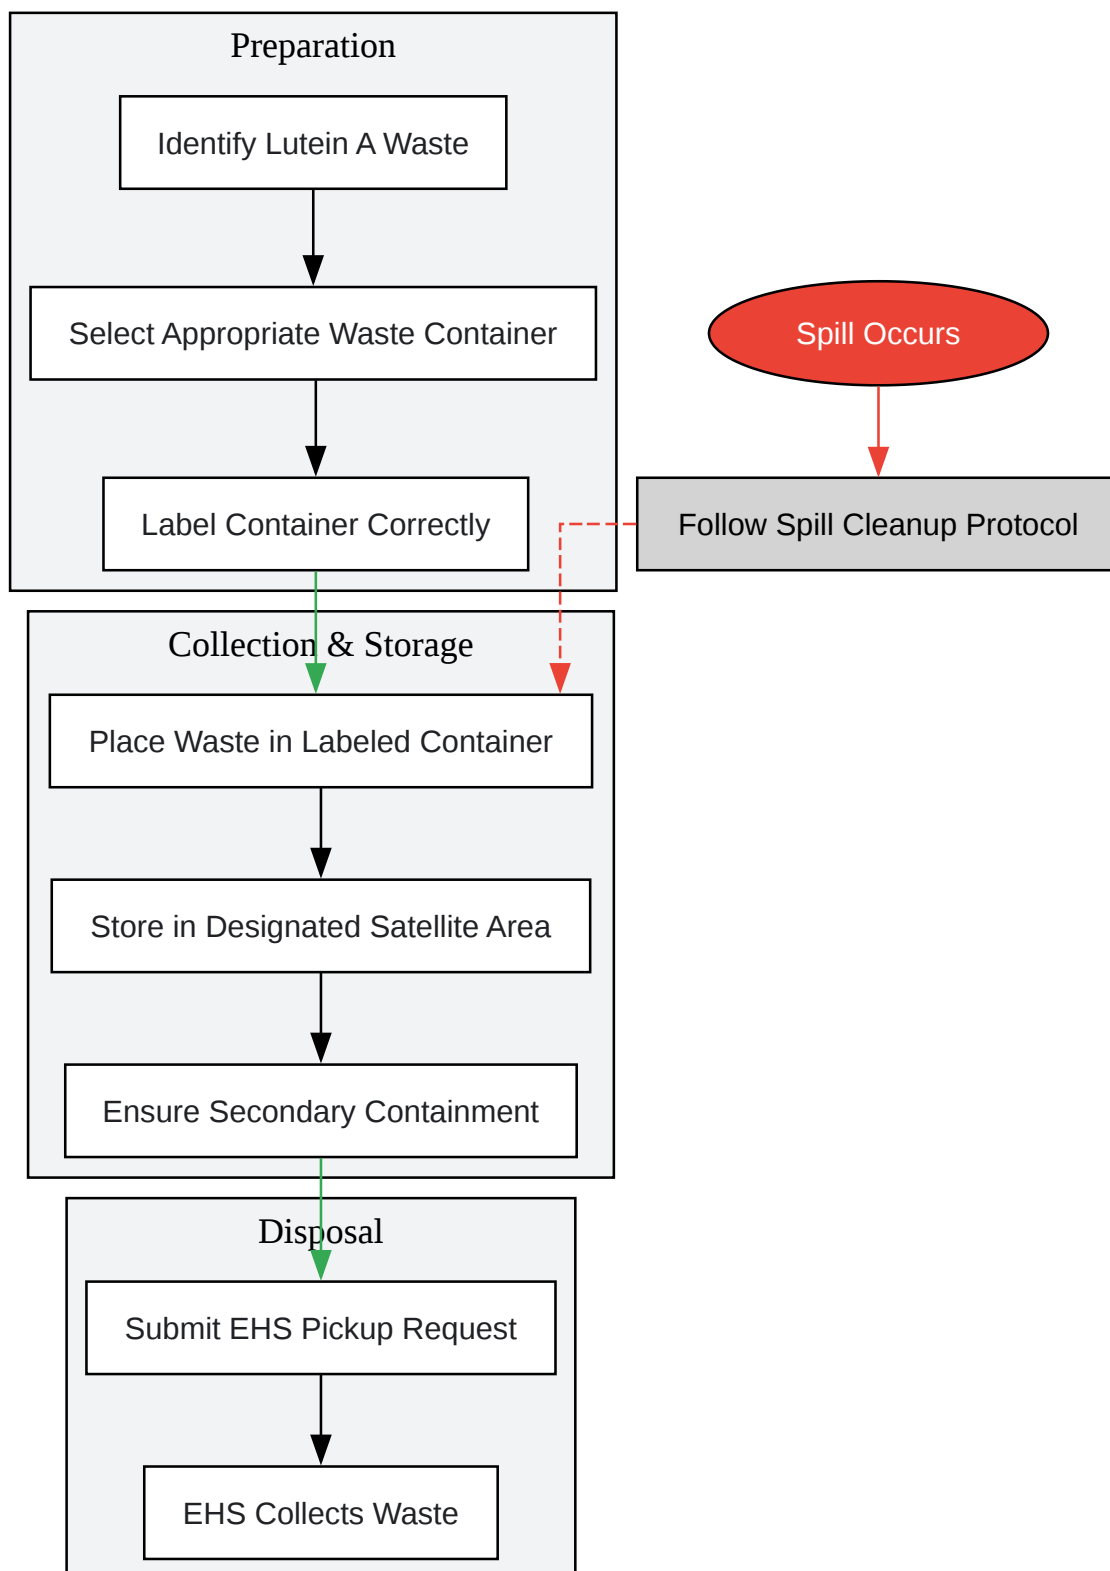 Preparation
Identify Lutein A Waste
Select Appropriate Waste Container
Spill Occurs
Label Container Correctly
Follow Spill Cleanup Protocol
Collection & Storage
Place Waste in Labeled Container
Store in Designated Satellite Area
Ensure Secondary Containment
Disposal
Submit EHS Pickup Request
EHS Collects Waste